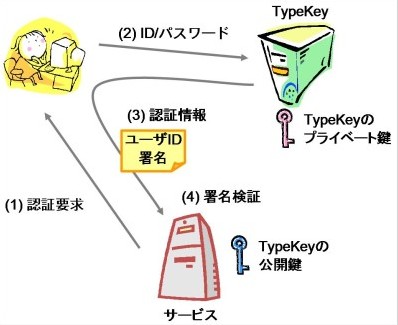 TypeKey
(2) ID/パスワード
(3) 認証情報
ユーザID
署名
TypeKeyの
プライベート鍵
(1) 認証要求
(4) 署名検証
TypeKeyの
公開鍵
サービス